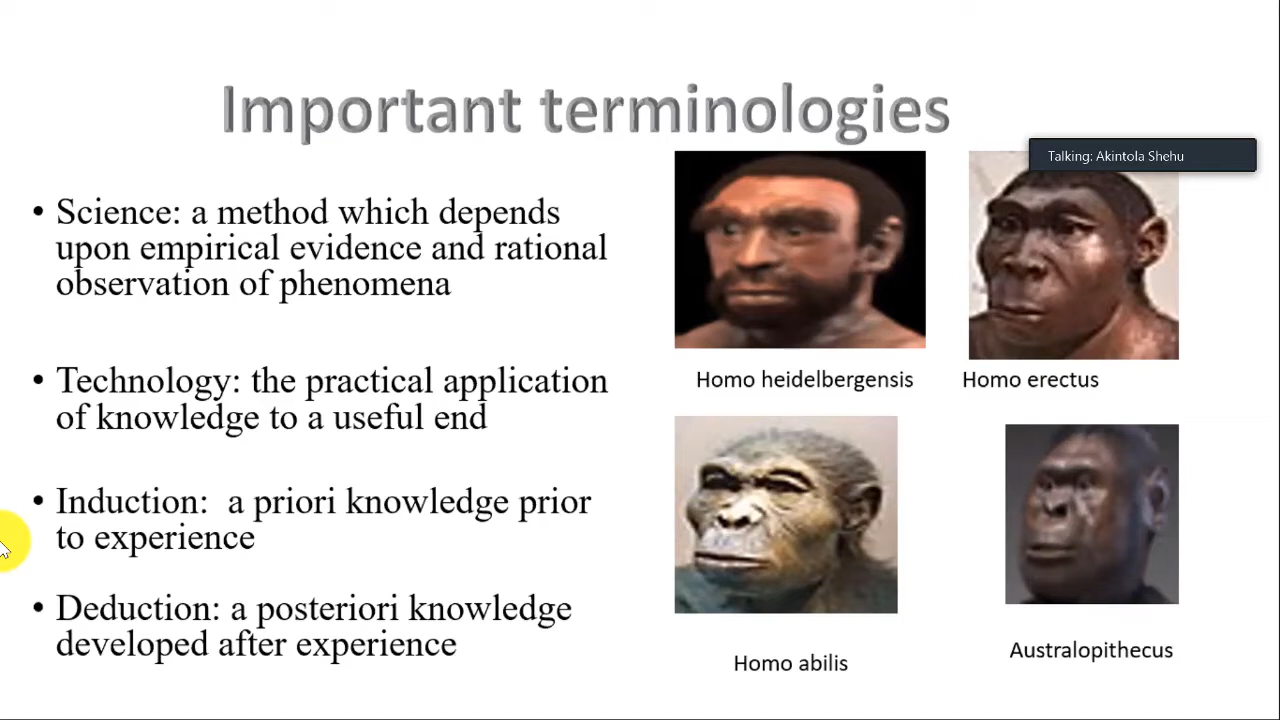 Important terminologies
Talking: Akintola Shehu
• Science: a method which depends
upon empirical evidence and rational
observation of phenomena
• Technology: the practical application
of knowledge to a useful end
• Induction:  a priori knowledge prior
to experience
• Deduction: a posteriori knowledge
developed after experience
Homo heidelbergensis
Homo erectus
Homo abilis
Australopithecus